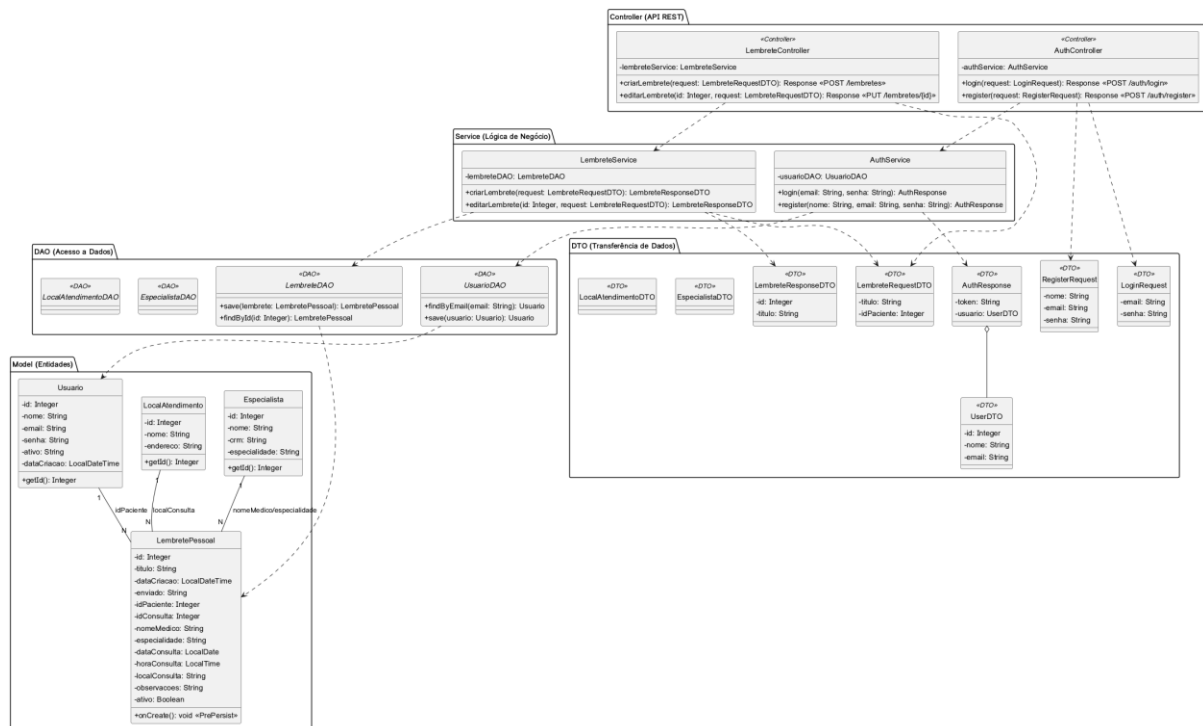 Controller (API REST)
«Controller»
LembreteController
-lembreteService: LembreteService
+criarLembrete(request: LembreteRequestDTO): Response «POST /lembretes»
+editarLembrete(id: Integer, request: LembreteRequestDTO): Response «PUT /lembretes/{id}»
«Controller»
AuthController
-authService: AuthService
+login(request: LoginRequest): Response «POST /auth/login»
+register(request: RegisterRequest): Response «POST /auth/register»
Service (Lógica de Negócio)
LembreteService
-lembreteDAO: LembreteDAO
+criarLembrete(request: LembreteRequestDTO): LembreteResponseDTO
+editarLembrete(id: Integer, request: LembreteRequestDTO): LembreteResponseDTO
AuthService
-usuarioDAO: UsuarioDAO
+login(email: String, senha: String): AuthResponse
+register(nome: String, email: String, senha: String): AuthResponse
DAO (Acesso a Dados)
«DAO»
LocalAtendimentoDAO
«DAO»
EspecialistaDAO
«DAO»
LembreteDAO
+save(lembrete: LembretePessoal): LembretePessoal
+findById(id: Integer): LembretePessoal
«DAO»
UsuarioDAO
+findByEmail(email: String): Usuario
+save(usuario: Usuario): Usuario
DTO (Transferência de Dados)
«DTO»
LocalAtendimentoDTO
«DTO»
EspecialistaDTO
«DTO»
LembreteResponseDTO
-id: Integer
-titulo: String
«DTO»
LembreteRequestDTO
-titulo: String
-idPaciente: Integer
«DTO»
AuthResponse
-token: String
-usuario: UserDTO
«DTO»
RegisterRequest
-nome: String
-email: String
-senha: String
«DTO»
LoginRequest
-email: String
-senha: String
«DTO»
UserDTO
-id: Integer
-nome: String
-email: String
Model (Entidades)
Usuario
-id: Integer
-nome: String
-email: String
-senha: String
-ativo: String
-dataCriacao: LocalDateTime
+getId(): Integer
LocalAtendimento
-id: Integer
-nome: String
-endereco: String
+getId(): Integer
Especialista
-id: Integer
-nome: String
-crm: String
-especialidade: String
+getId(): Integer
1
1
1
idPaciente
localConsulta
nomeMedico/especialidade
N
N
N
LembretePessoal
-id: Integer
-titulo: String
-dataCriacao: LocalDateTime
-enviado: String
-idPaciente: Integer
-idConsulta: Integer
-nomeMedico: String
-especialidade: String
-dataConsulta: LocalDate
-horaConsulta: LocalTime
-localConsulta: String
-observacoes: String
-ativo: Boolean
+onCreate(): void «PrePersist»